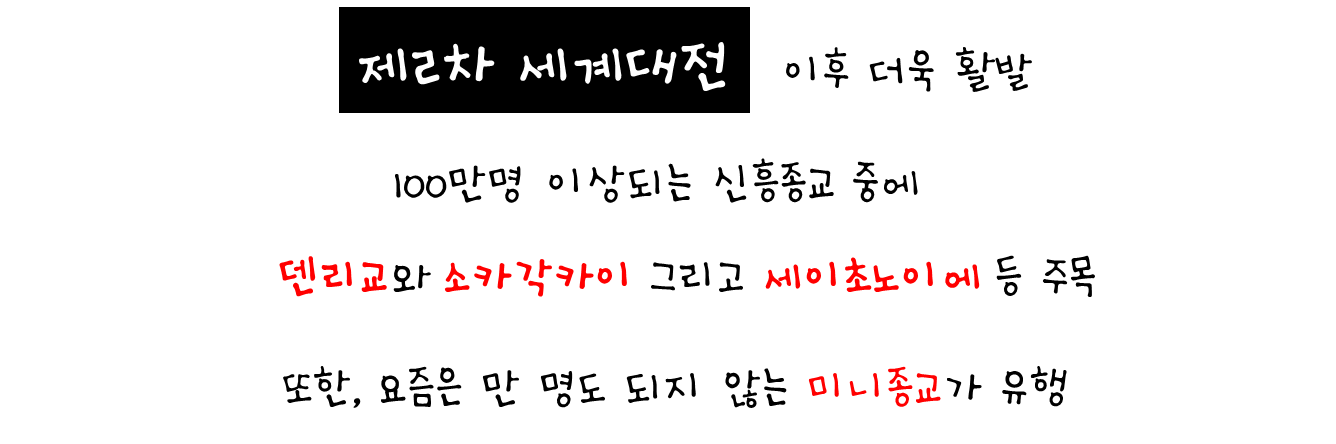 제2차 세계대전 이후 더욱 활발
100만명 이상되는 신흥종교 중에
덴리교와 소카각카이 그리고 세이쵸노이에 등 주목
또한, 요즘은 만 명도 되지 않는 미니종교가 유행